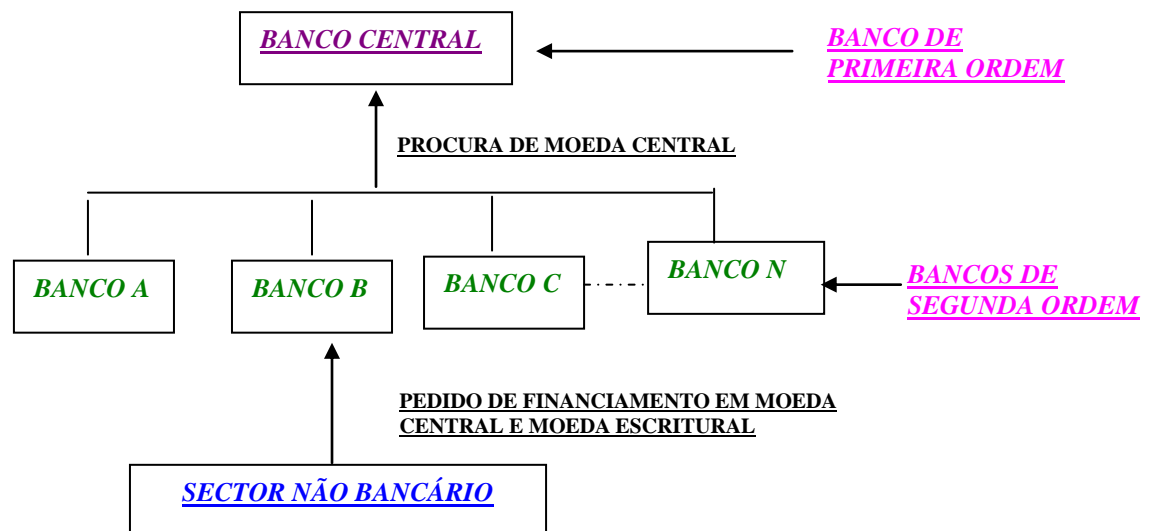 BANCO CENTRAL
BANCO DE
PRIMEIRA ORDEM
PROCURA DE MOEDA CENTRAL
BANCO A
BANCO B
BANCO C
BANCO N
BANCOS DE
SEGUNDA ORDEM
PEDIDO DE FINANCIAMENTO EM MOEDA
CENTRAL E MOEDA ESCRITURAL
SECTOR NÃO BANCÁRIO